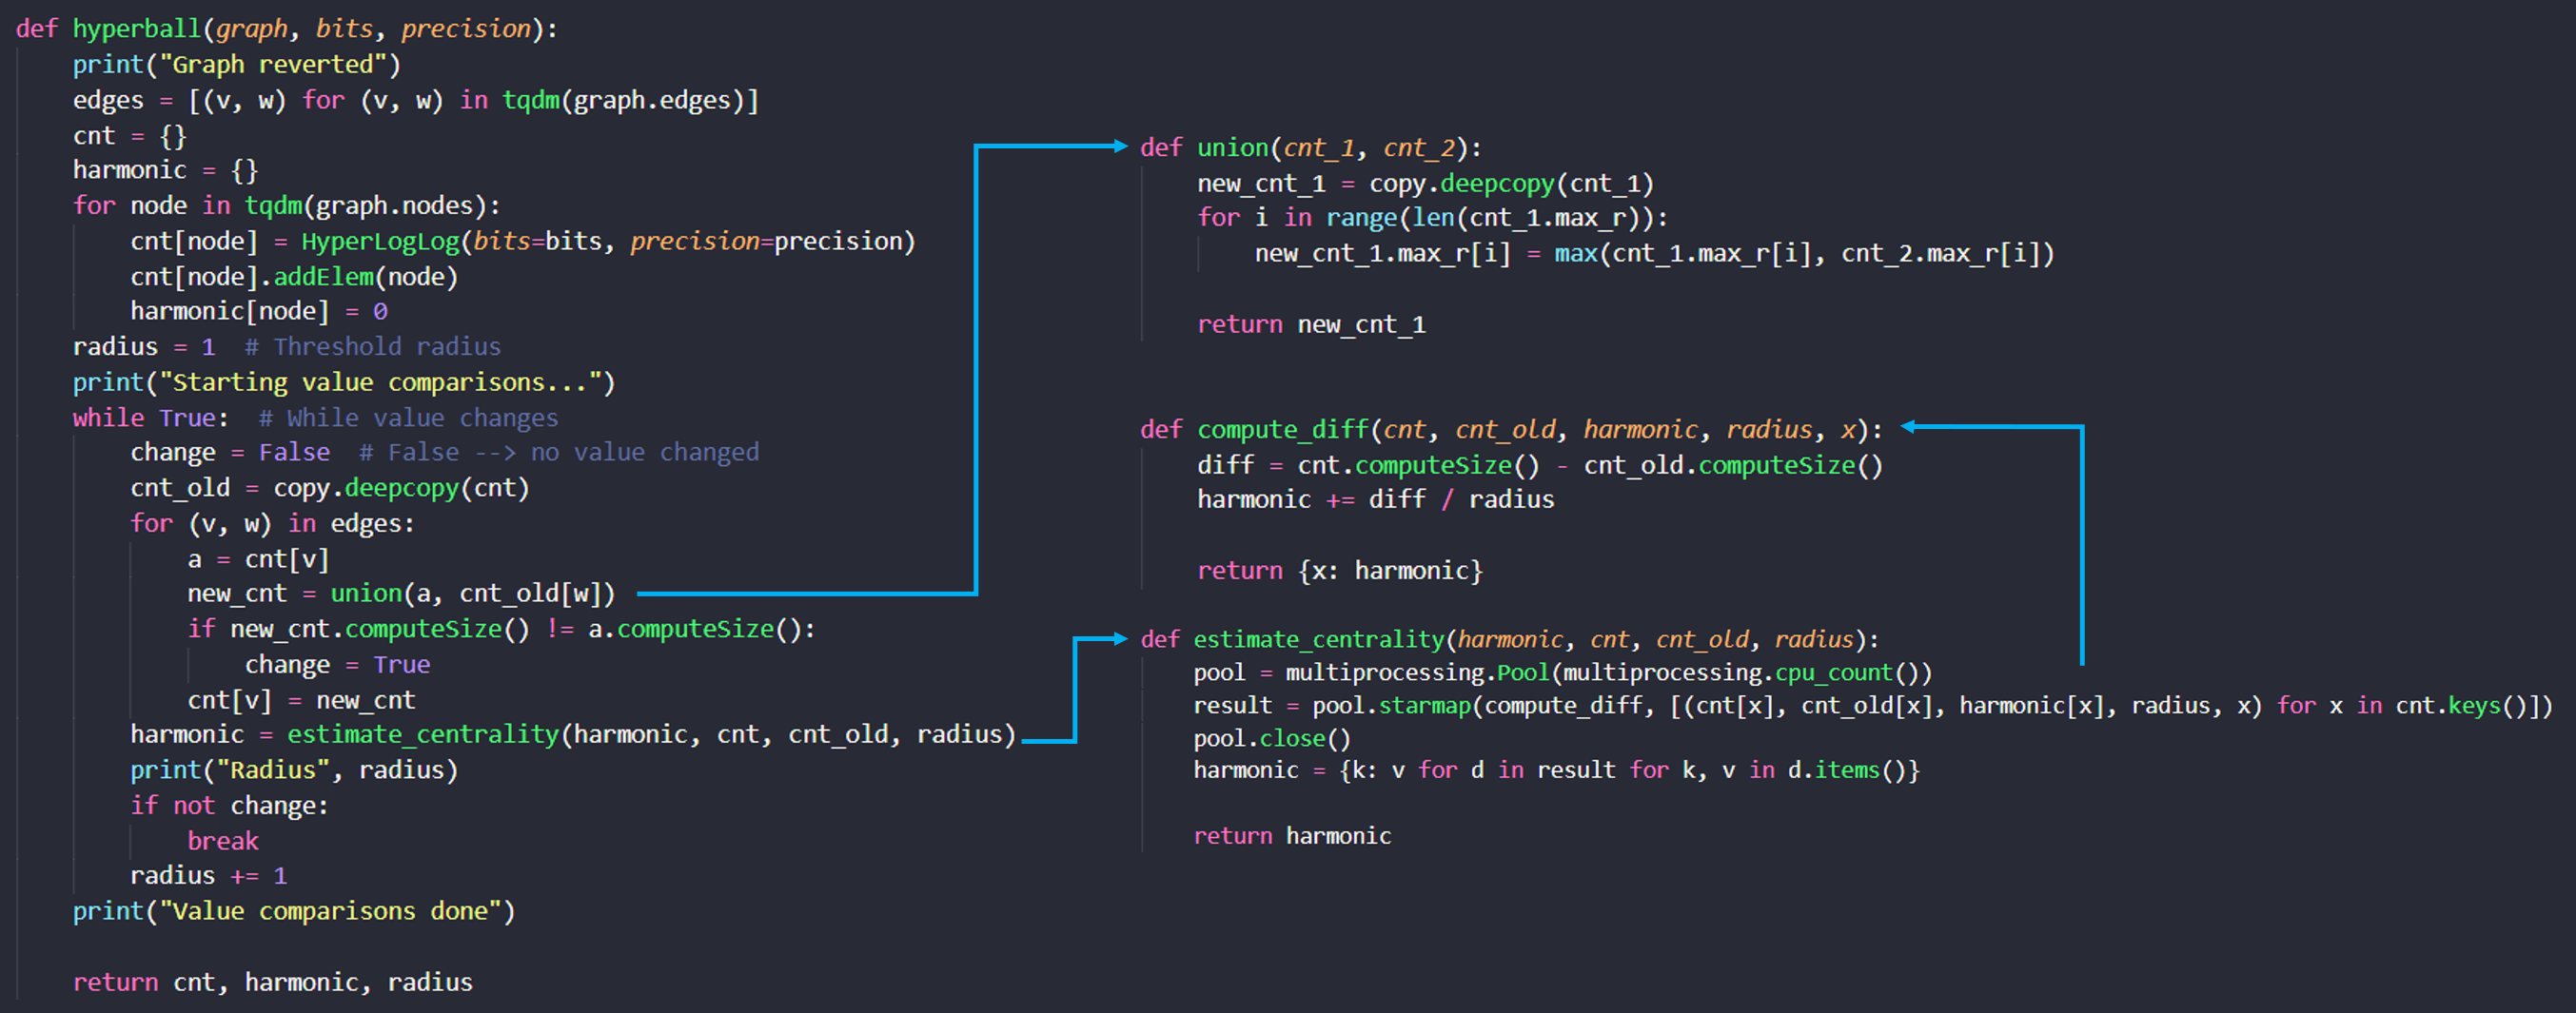 def hyperball(graph, bits, precision):
    print("Graph reverted")
    edges = [(v, w) for (v, w) in tqdm(graph.edges)]
    cnt = {}
    harmonic = {}
    for node in tqdm(graph.nodes):
        cnt[node] = HyperLogLog(bits=bits, precision=precision)
        cnt[node].addElem(node)
        harmonic[node] = 0
    radius = 1  # Threshold radius
    print("Starting value comparisons...")
    while True:  # While value changes
        change = False  # False --> no value changed
        cnt_old = copy.deepcopy(cnt)
        for (v, w) in edges:
            a = cnt[v]
            new_cnt = union(a, cnt_old[w])
            if new_cnt.computeSize() != a.computeSize():
                change = True
            cnt[v] = new_cnt
        harmonic = estimate_centrality(harmonic, cnt, cnt_old, radius)
        print("Radius", radius)
        if not change:
            break
        radius += 1
    print("Value comparisons done")
    return cnt, harmonic, radius
def union(cnt_1, cnt_2):
    new_cnt_1 = copy.deepcopy(cnt_1)
    for i in range(len(cnt_1.max_r)):
        new_cnt_1.max_r[i] = max(cnt_1.max_r[i], cnt_2.max_r[i])
    return new_cnt_1
def compute_diff(cnt, cnt_old, harmonic, radius, x):
    diff = cnt.computeSize() - cnt_old.computeSize()
    harmonic += diff / radius
    return {x: harmonic}
def estimate_centrality(harmonic, cnt, cnt_old, radius):
    pool = multiprocessing.Pool(multiprocessing.cpu_count())
    result = pool.starmap(compute_diff, [(cnt[x], cnt_old[x], harmonic[x], radius, x) for x in cnt.keys()])
    pool.close()
    harmonic = {k: v for d in result for k, v in d.items()}
    return harmonic